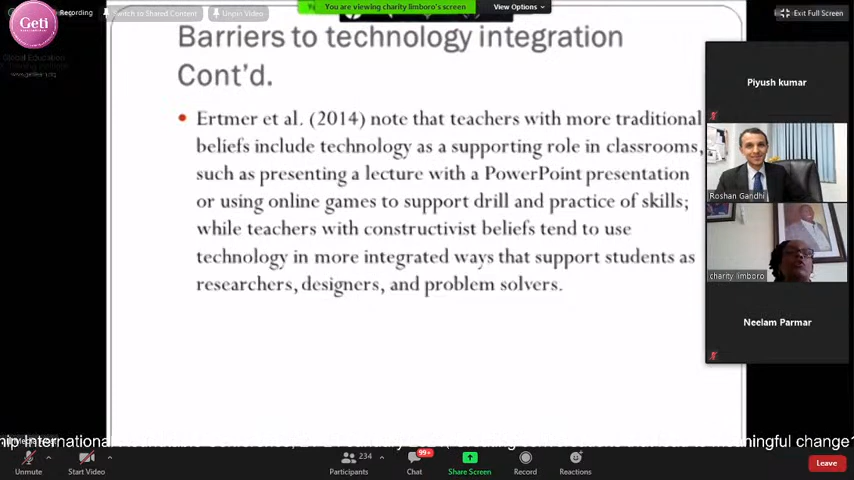 Geti
Recording
Switch to Shared Content
Unpin Video
You are viewing charity limboro's screen
View Options
Exit Full Screen
Barriers to technology integration
Cont'd.
• Ertmer et al. (2014) note that teachers with more traditional
beliefs include technology as a supporting role in classrooms,
such as presenting a lecture with a PowerPoint presentation
or using online games to support drill and practice of skills;
while teachers with constructivist beliefs tend to use
technology in more integrated ways that support students as
researchers, designers, and problem solvers.
Piyush kumar
Roshan Gandhi
charity limboro
Neelam Parmar
meaningful change
Unmute
Start Video
234
Participants
99+
Chat
Share Screen
Record
Reactions
Leave